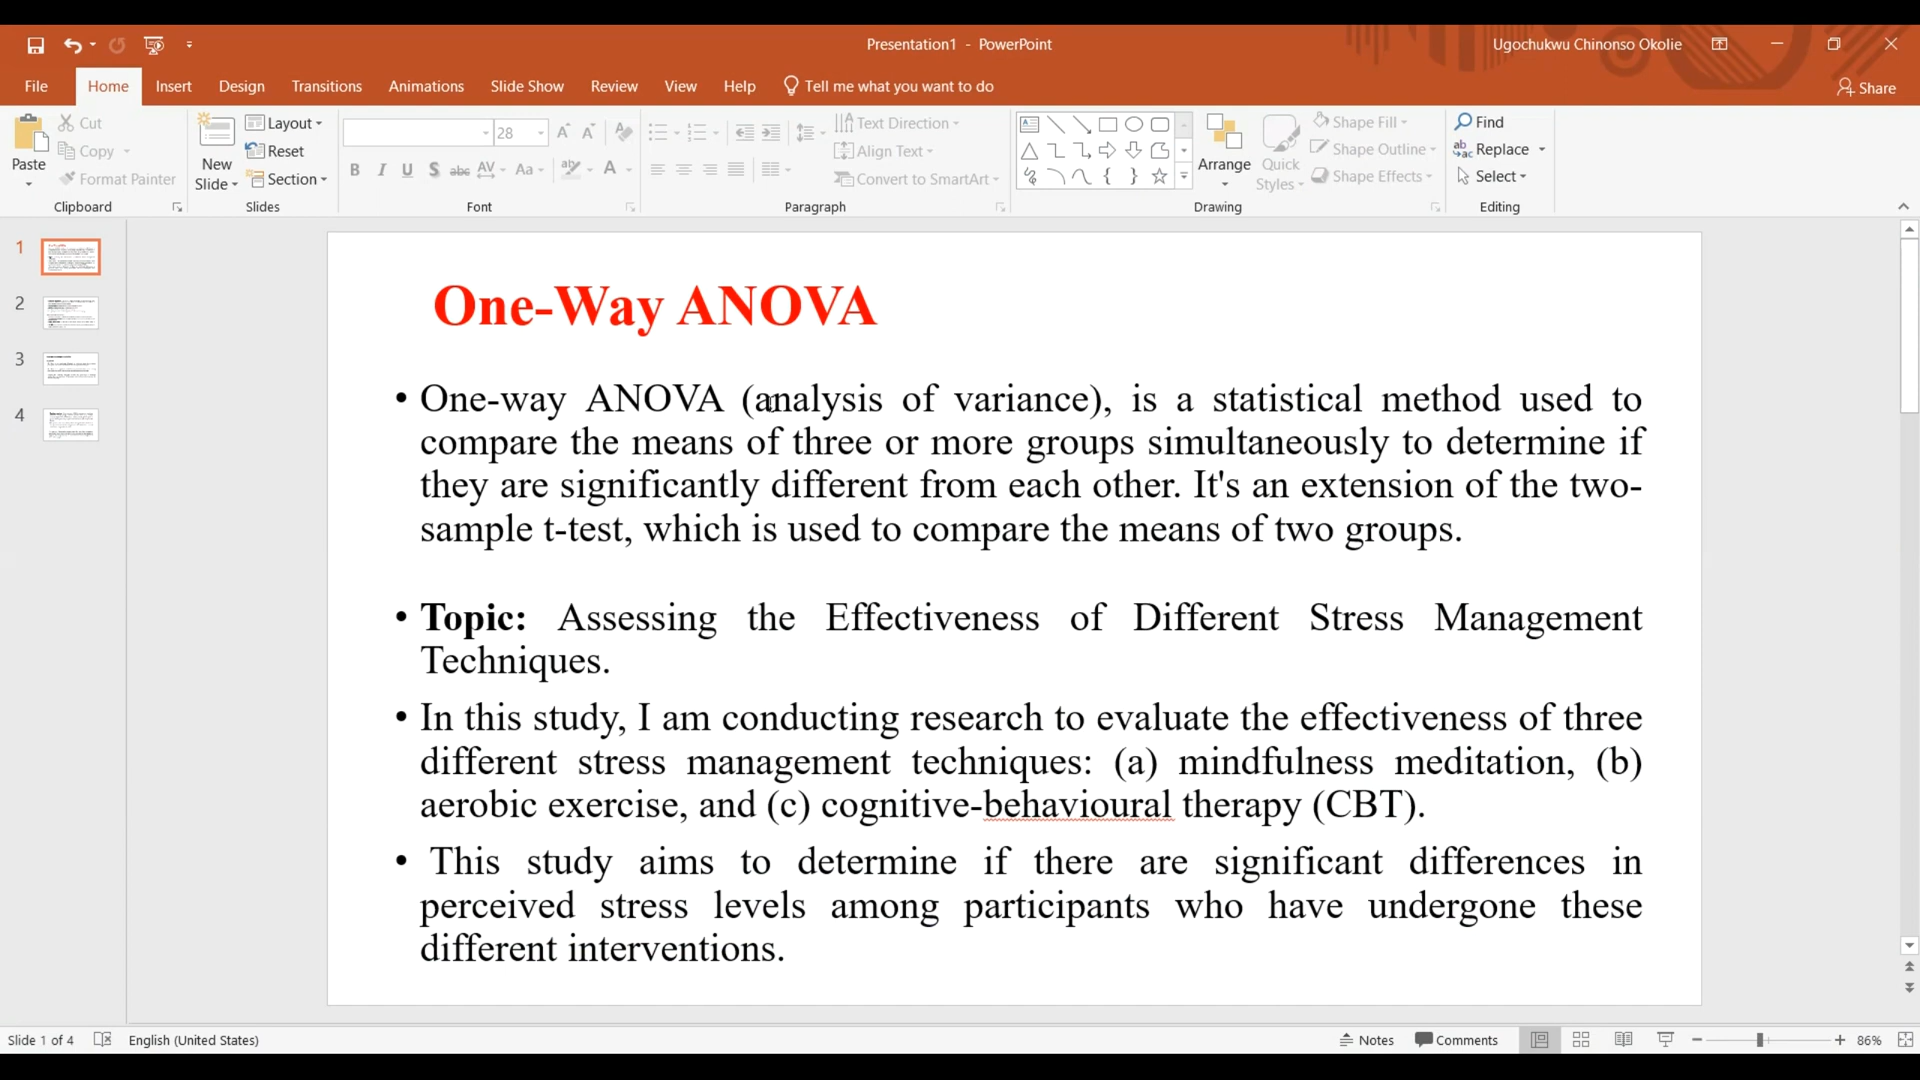 Presentation1 - PowerPoint
Ugochukwu Chinonso Okolie
File Home Insert Design Transitions Animations Slide Show Review View Help Tell me what you want to do
Share
Paste
Cut
Copy
Format Painter
Clipboard
New Slide
Layout
Reset
Section
Slides
28
B I U S abc AV Aa A
Font
Text Direction
Align Text
Convert to SmartArt
Paragraph
Arrange
Quick Styles
Shape Fill
Shape Outline
Shape Effects
Drawing
Find
Replace
Select
Editing
1
2
3
4
One-Way ANOVA
• One-way ANOVA (analysis of variance), is a statistical method used to
compare the means of three or more groups simultaneously to determine if
they are significantly different from each other. It's an extension of the two-
sample t-test, which is used to compare the means of two groups.
• Topic: Assessing the Effectiveness of Different Stress Management
Techniques.
• In this study, I am conducting research to evaluate the effectiveness of three
different stress management techniques: (a) mindfulness meditation, (b)
aerobic exercise, and (c) cognitive-behavioural therapy (CBT).
• This study aims to determine if there are significant differences in
perceived stress levels among participants who have undergone these
different interventions.
Slide 1 of 4 English (United States) Notes Comments 86%